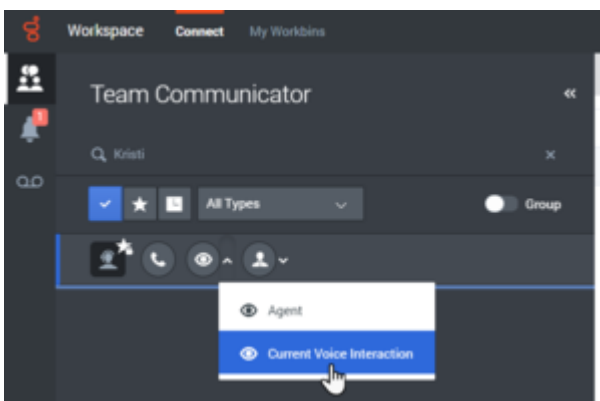 Workspace Connect My Workbins
Team Communicator «
1
Kristi ×
All Types
Group
Agent
Current Voice Interaction